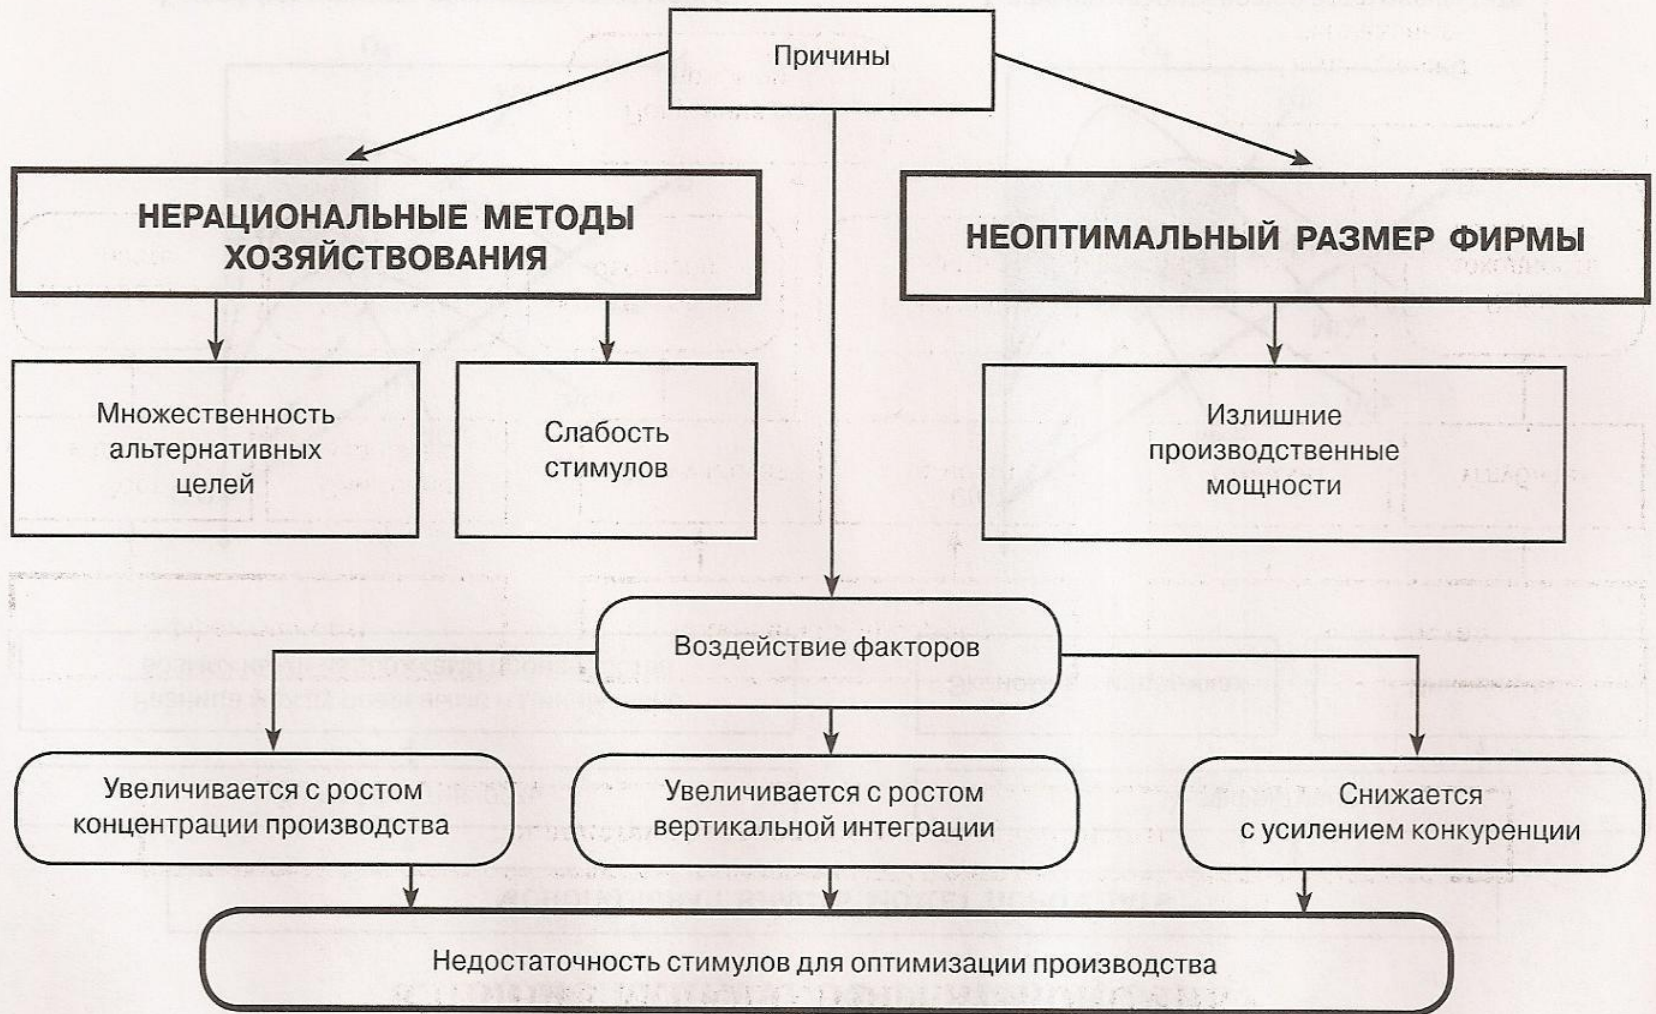 Причины
НЕРАЦИОНАЛЬНЫЕ МЕТОДЫ
ХОЗЯЙСТВОВАНИЯ
НЕОПТИМАЛЬНЫЙ РАЗМЕР ФИРМЫ
Множественность
альтернативных
целей
Слабость
стимулов
Излишние
производственные
мощности
Воздействие факторов
Увеличивается с ростом
концентрации производства
Увеличивается с ростом
вертикальной интеграции
Снижается
с усилением конкуренции
Недостаточность стимулов для оптимизации производства